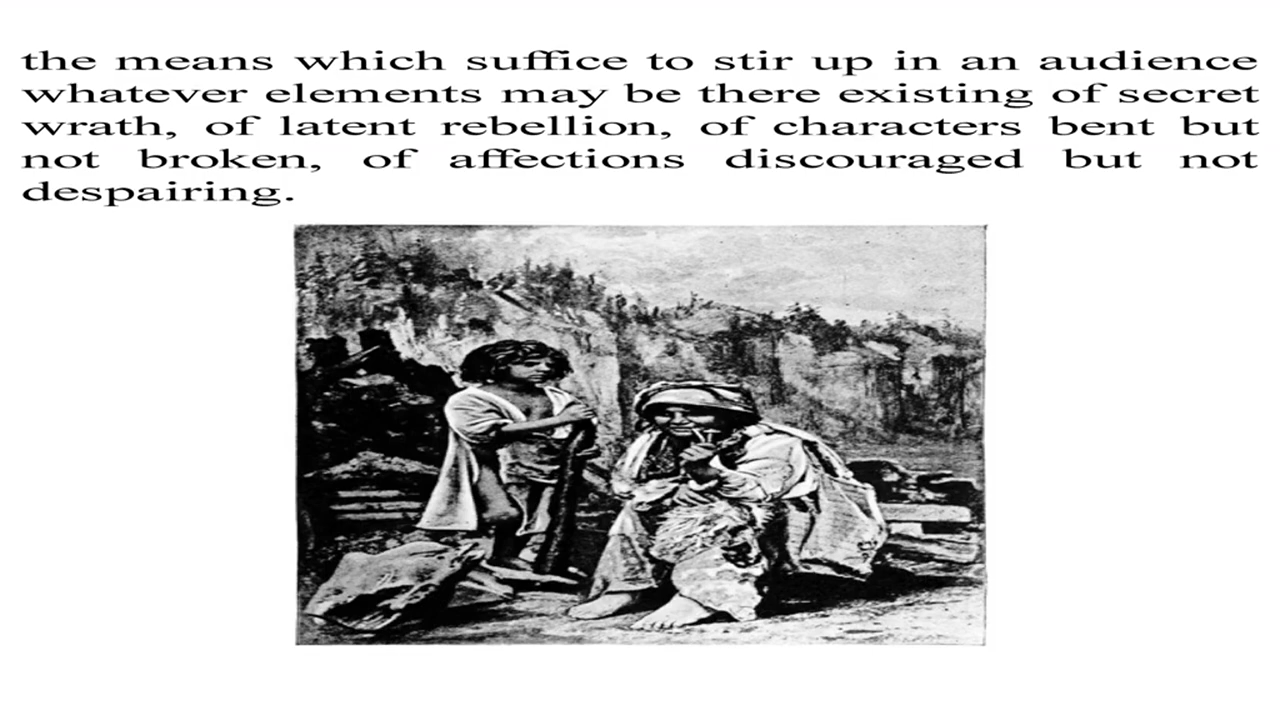 the means which suffice to stir up in an audience
whatever elements may be there existing of secret
wrath, of latent rebellion, of characters bent but
not broken, of affections discouraged but not
despairing.